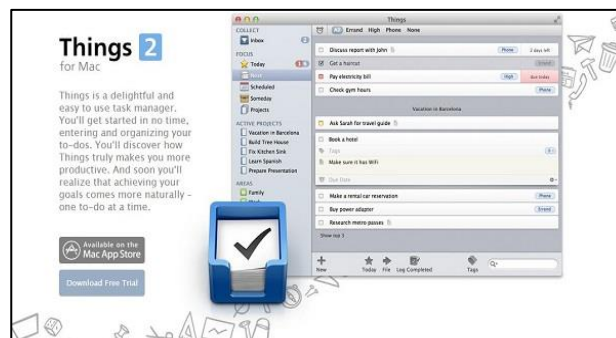 Things 2
for Mac
Things is a delightful and
easy to use task manager.
You'll get started in no time,
entering and organizing your
to-dos. You'll discover how
Things truly makes you more
productive. And soon you'll
realize that achieving your
goals comes more naturally –
one to-do at a time.
Available on the
Mac App Store
Download Free Trial
Things
COLLECT
Inbox
FOCUS
Today
Next
Scheduled
Someday
Projects
ACTIVE PROJECTS
Vacation in Barcelona
Build Tree House
Fix Kitchen Sink
Learn Spanish
Prepare Presentation
AREAS
Family
All Errand High Phone None
Discuss report with John Phone 2 days left
Get a haircut Errand
Pay electricity bill High due today
Check gym hours Phone
Vacation in Barcelona
Ask Sarah for travel guide
Book a hotel
Tags
Make sure it has WiFi
Due Date
Make a rental car reservation Phone
Buy power adapter Errand
Research metro passes
Show top 3
New Today File Log Completed Tags